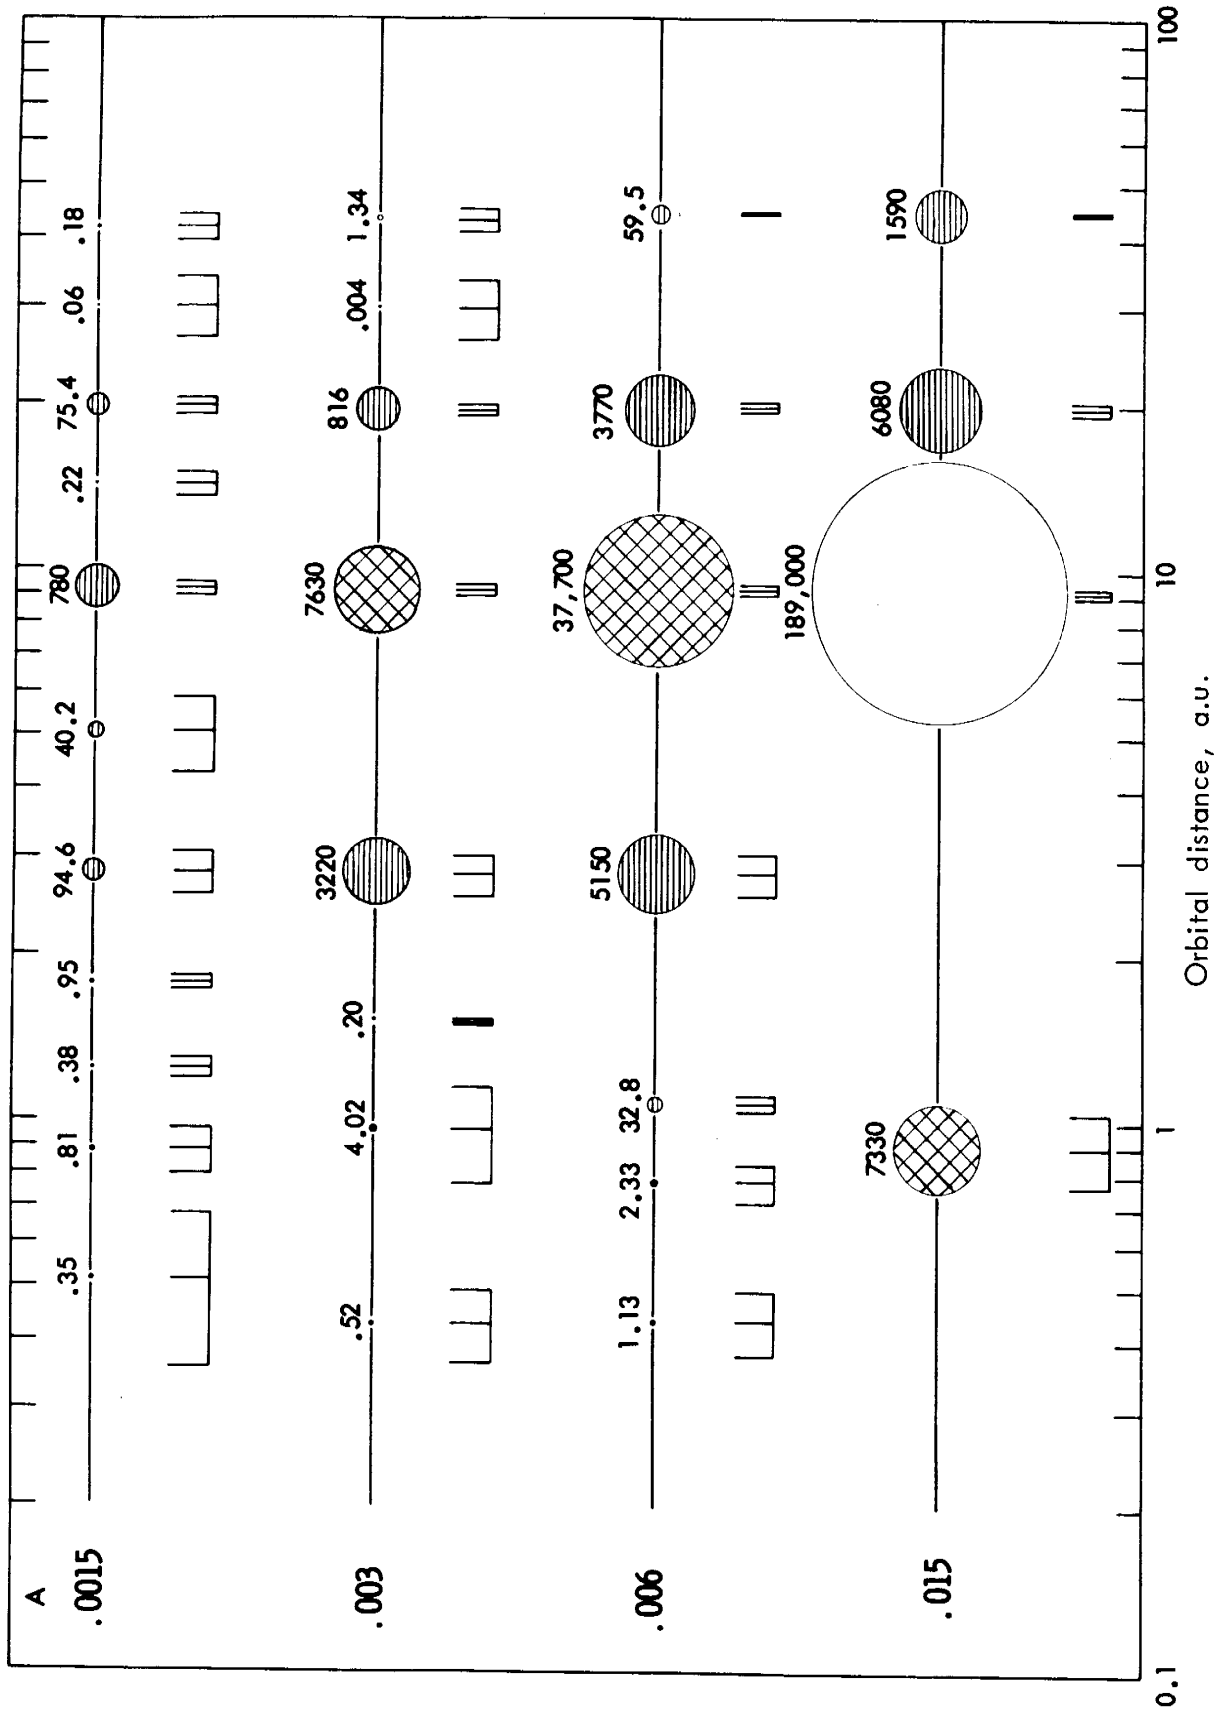 A
.0015
.35 .81 .38 .95 94.6 40.2 780 .22 75.4 .06 .18
.003
.52 4.02 .20 3220 7630 816 .004 1.34
.006
1.13 2.33 32.8 5150 37,700 3770 59.5
.015
7330 189,000 6080 1590
0.1 1 10 100
Orbital distance, a.u.